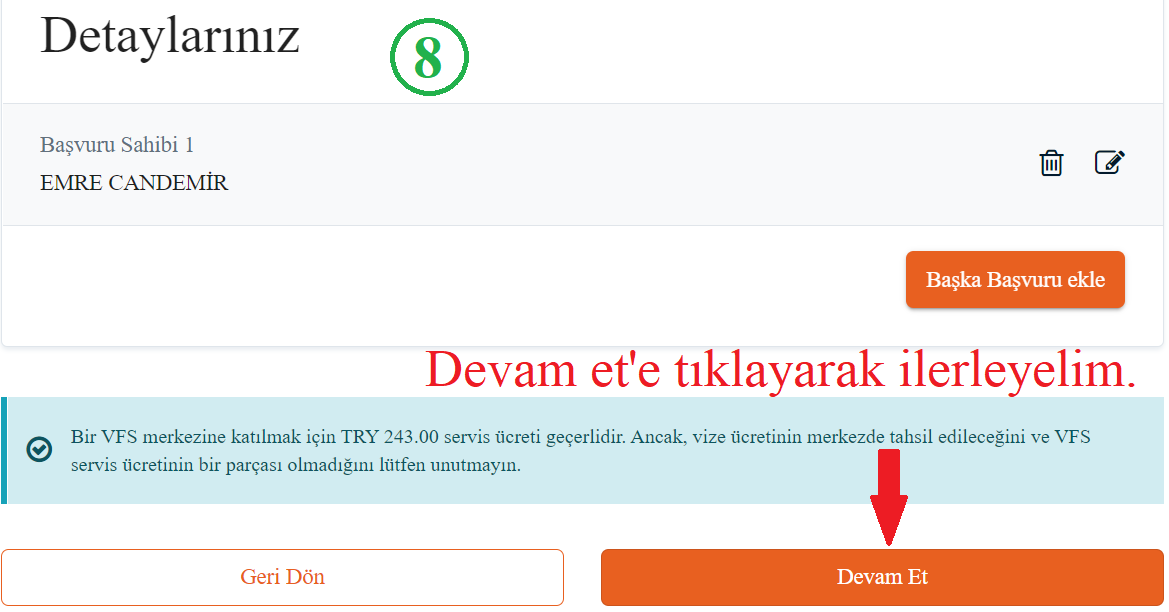 Detaylarınız
8
Başvuru Sahibi 1
EMRE CANDEMİR
Başka Başvuru ekle
Devam et'e tıklayarak ilerleyelim.
Bir VFS merkezine katılmak için TRY 243.00 servis ücreti geçerlidir. Ancak, vize ücretinin merkezde tahsil edileceğini ve VFS
servis ücretinin bir parçası olmadığını lütfen unutmayın.
Geri Dön
Devam Et